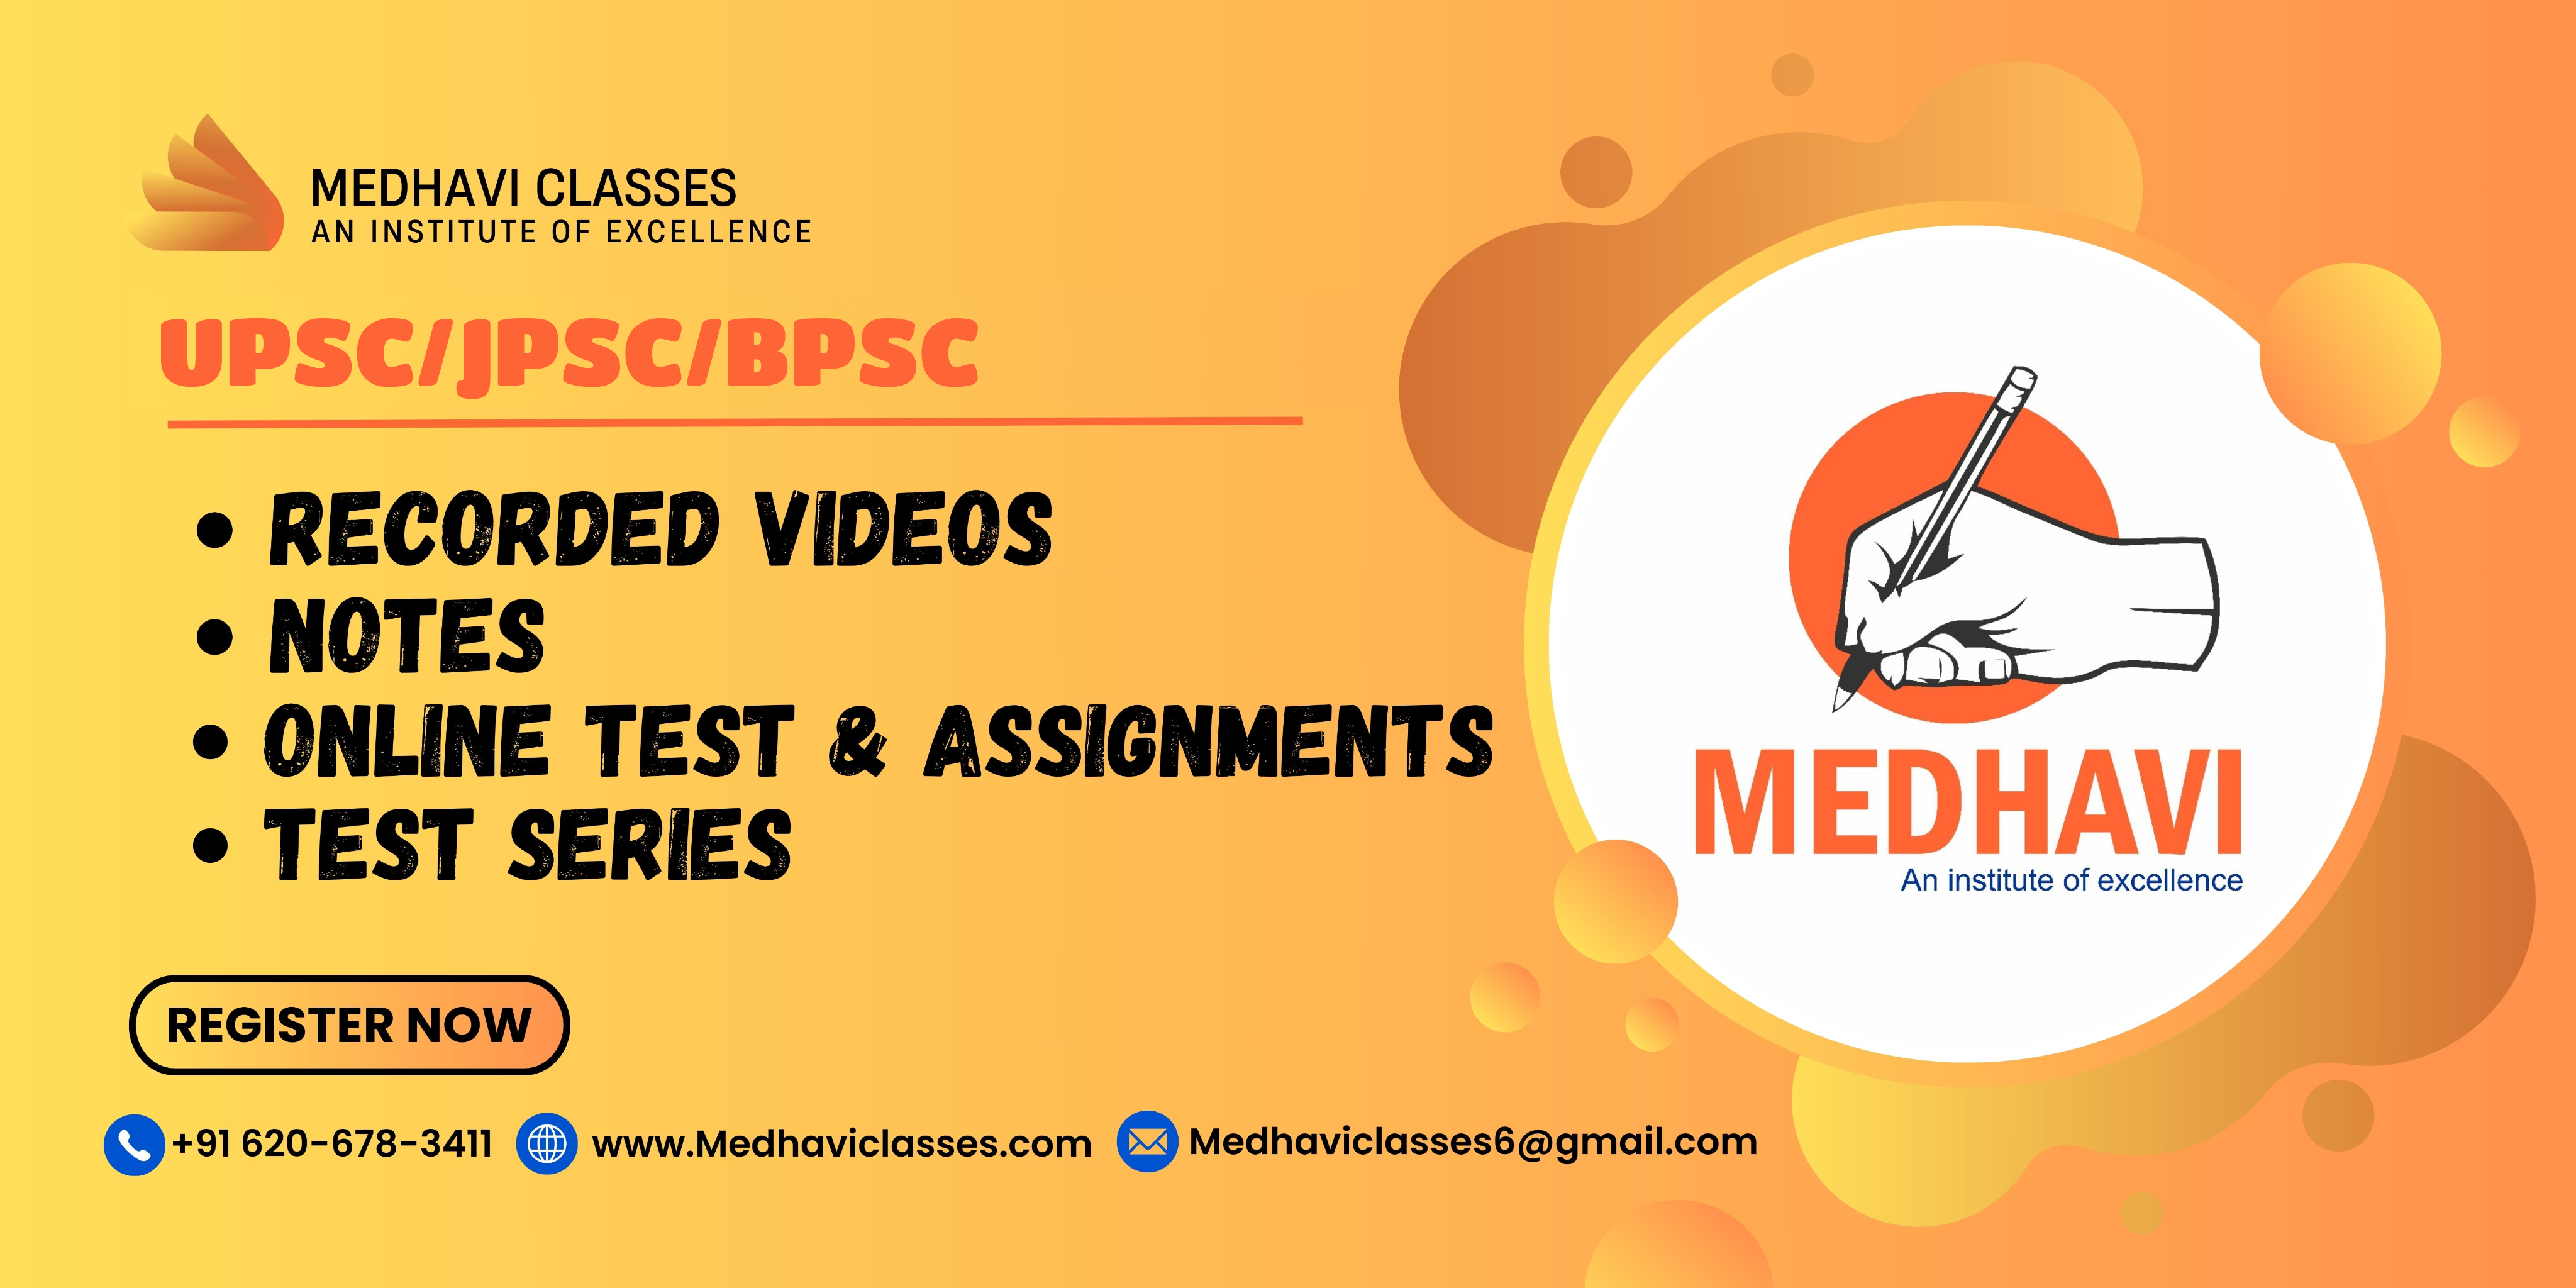 MEDHAVI CLASSES
AN INSTITUTE OF EXCELLENCE
UPSC/JPSC/BPSC
• RECORDED VIDEOS
• NOTES
• ONLINE TEST & ASSIGNMENTS
• TEST SERIES
MEDHAVI
An institute of excellence
REGISTER NOW
+91 620-678-3411 www.Medhaviclasses.com Medhaviclasses6@gmail.com